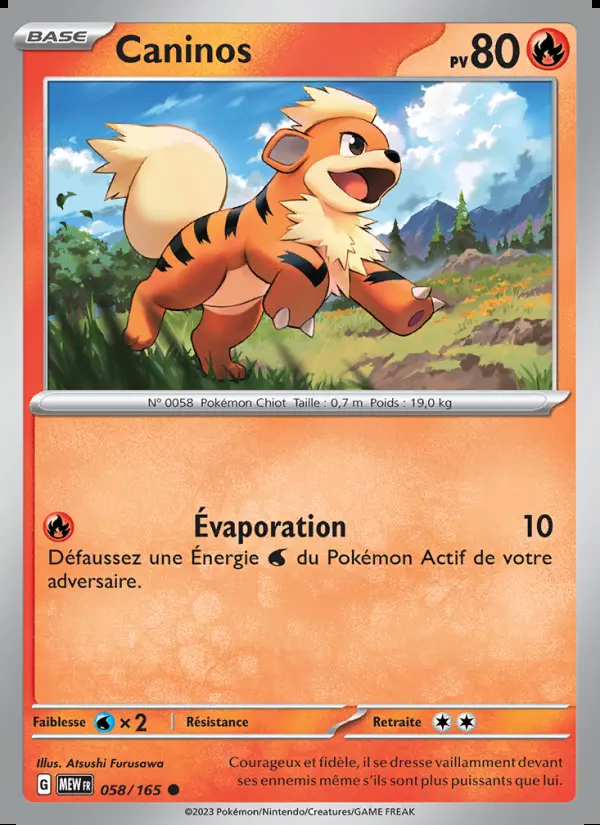 BASE
Caninos
PV 80
N° 0058 Pokémon Chiot Taille : 0,7 m Poids : 19,0 kg
Évaporation 10
Défaussez une Énergie du Pokémon Actif de votre
adversaire.
Faiblesse ×2 Résistance Retraite
Illus. Atsushi Furusawa
Courageux et fidèle, il se dresse vaillamment devant
ses ennemis même s'ils sont plus puissants que lui.
G MEW FR 058/165
©2023 Pokémon/Nintendo/Creatures/GAME FREAK